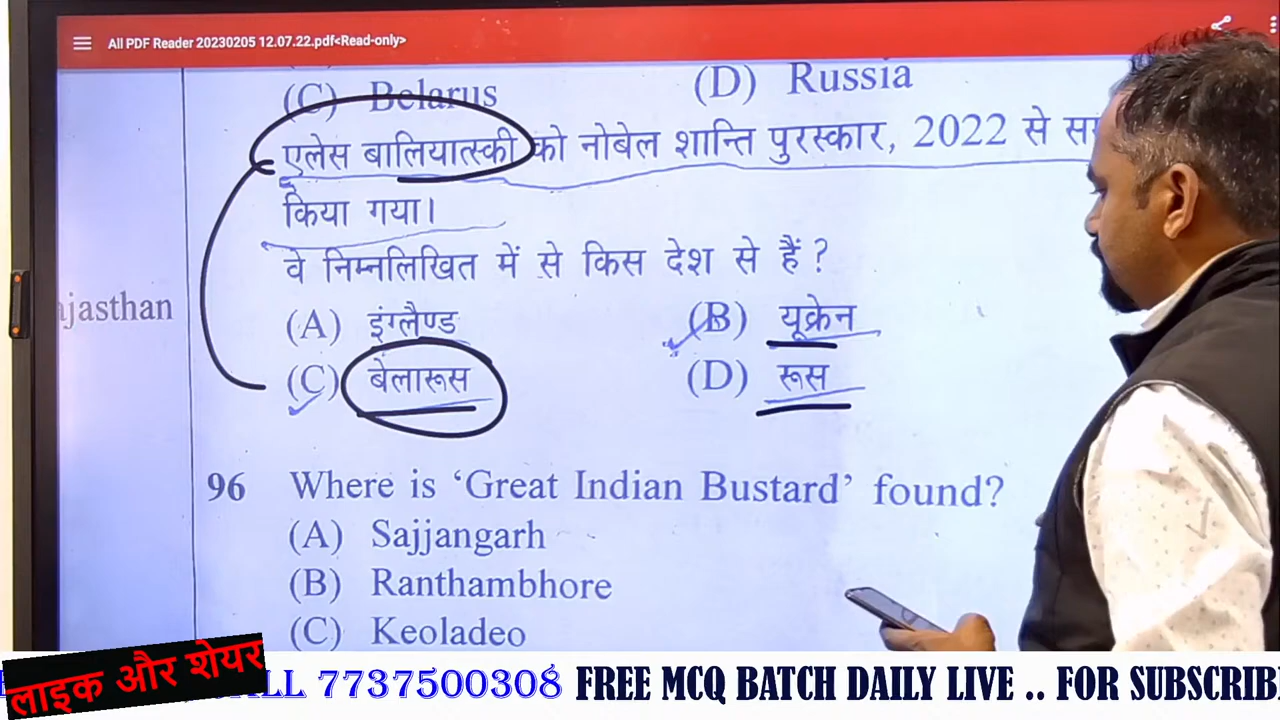 All PDF Reader 20230205 12.07.22.pdf<Read-only>
(C) Belarus (D) Russia
एलेस बालियात्स्की को नोबेल शान्ति पुरस्कार, 2022 से
किया गया।
वे निम्नलिखित में से किस देश से हैं ?
(A) इंग्लैण्ड (B) यूक्रेन
(C) बेलारूस (D) रूस
ajasthan
96 Where is ‘Great Indian Bustard’ found?
(A) Sajjangarh
(B) Ranthambhore
(C) Keoladeo
लाइक और शेयर
7737500308 FREE MCQ BATCH DAILY LIVE .. FOR SUBSCRIB